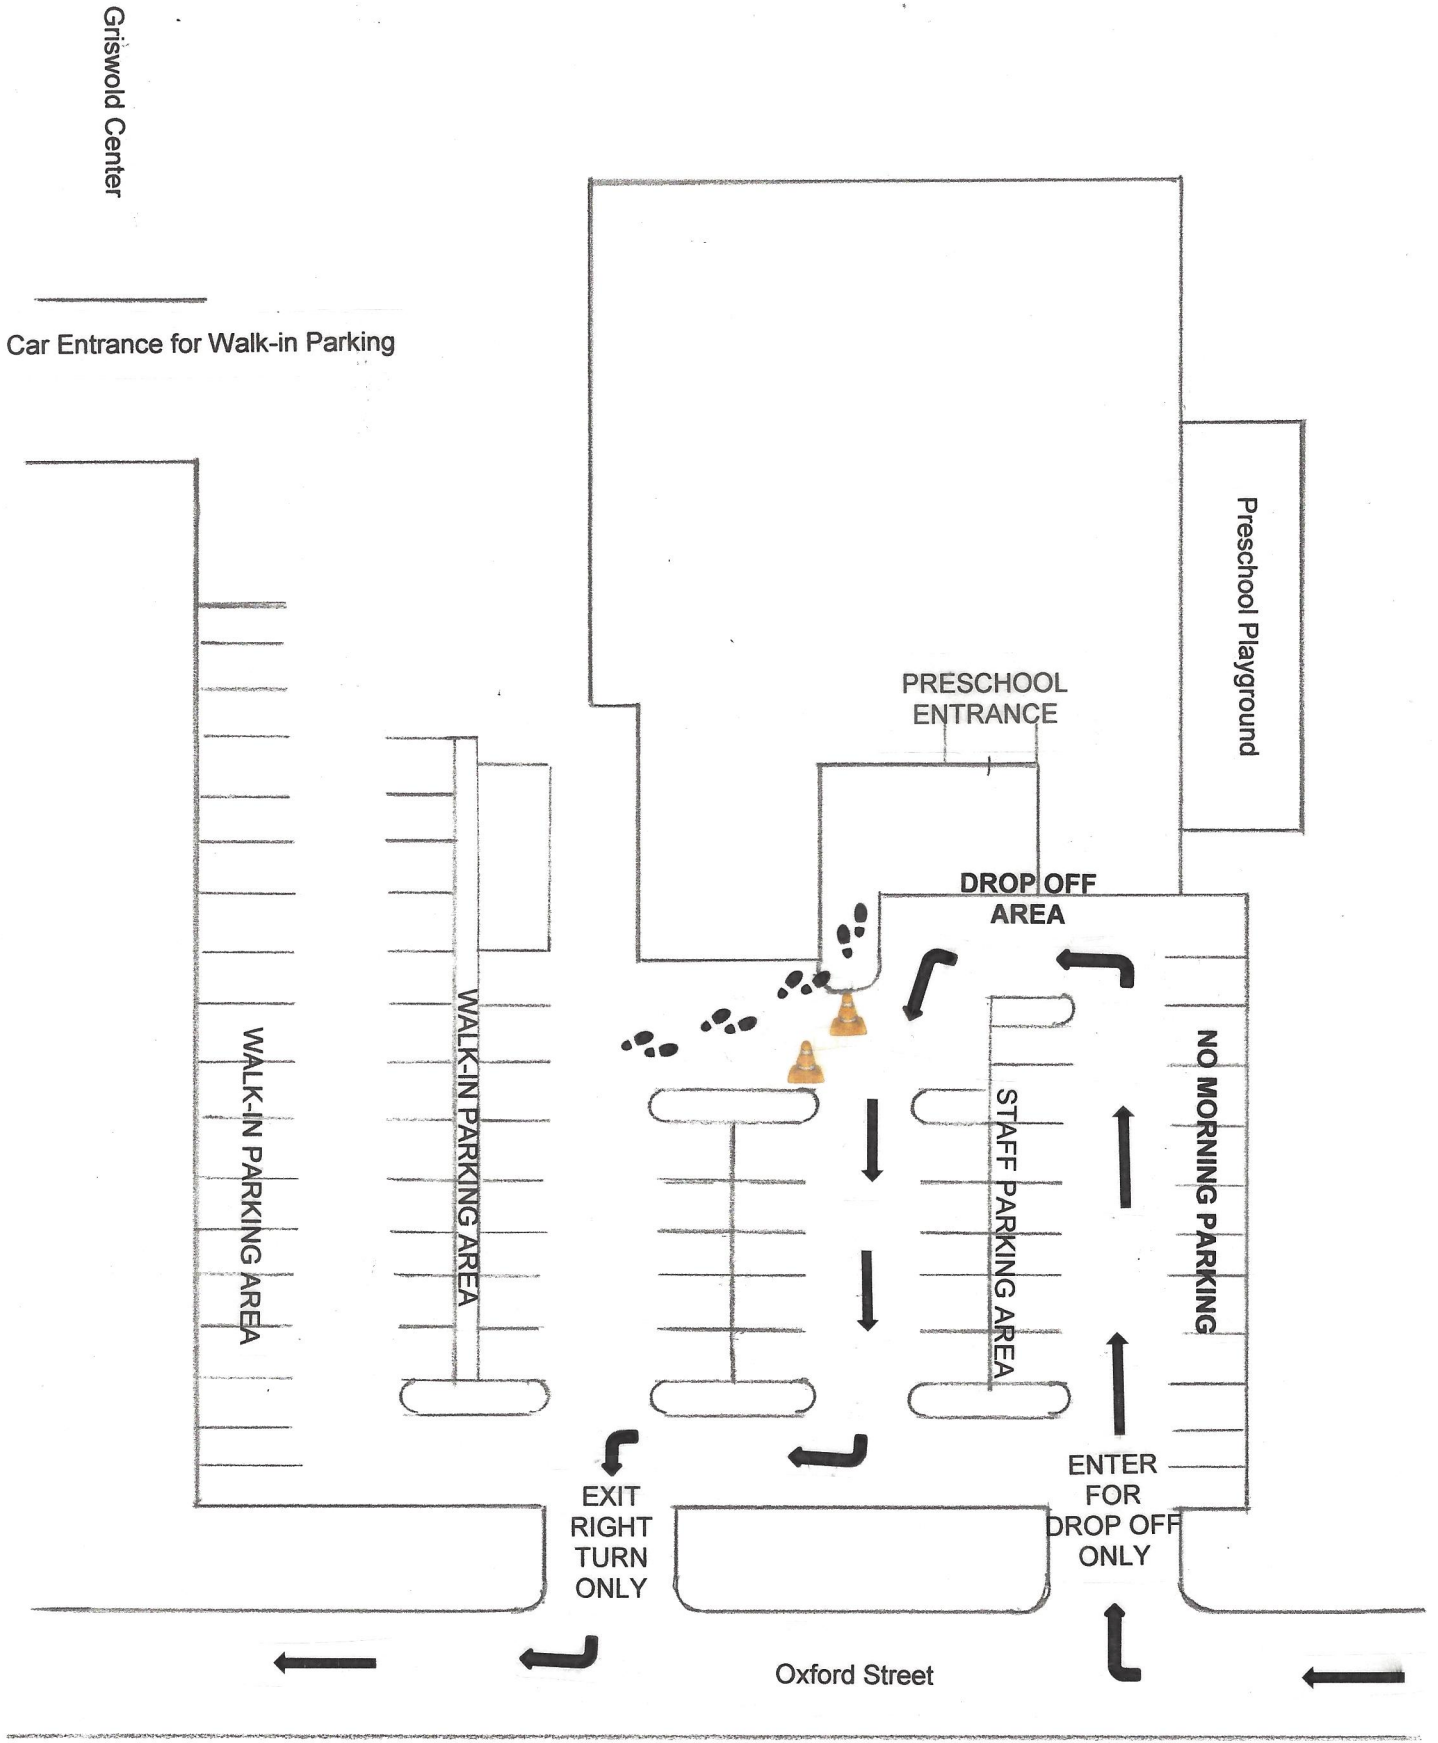 Griswold Center
Car Entrance for Walk-in Parking
Preschool Playground
PRESCHOOL
ENTRANCE
DROP OFF
AREA
WALK-IN PARKING AREA
WALK-IN PARKING AREA
STAFF PARKING AREA
NO MORNING PARKING
EXIT
RIGHT
TURN
ONLY
ENTER
FOR
DROP OFF
ONLY
Oxford Street